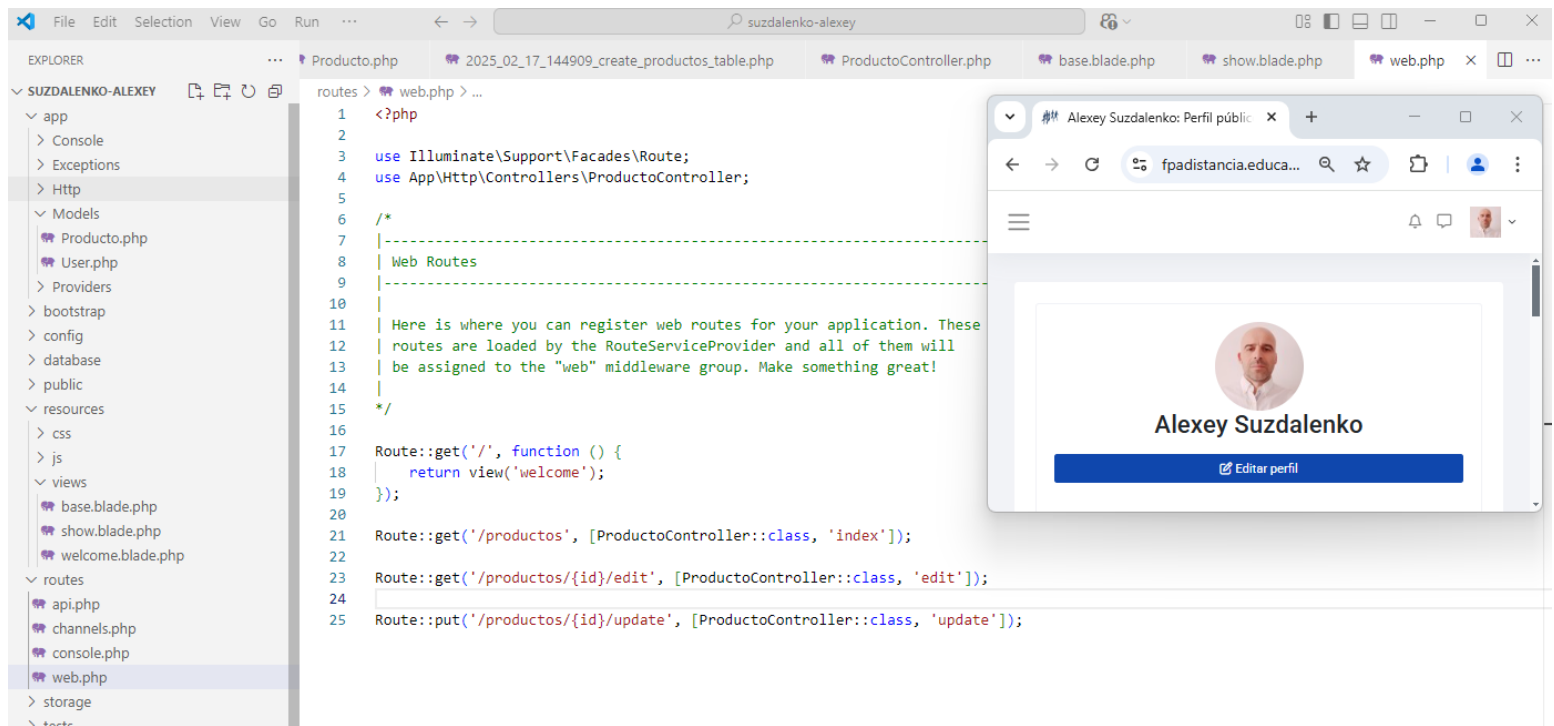 File Edit Selection View Go Run ··· suzdalenko-alexey
EXPLORER ···
Producto.php 2025_02_17_144909_create_productos_table.php ProductoController.php base.blade.php show.blade.php web.php
SUZDALENKO-ALEXEY
app
Console
Exceptions
Http
Models
Producto.php
User.php
Providers
bootstrap
config
database
public
resources
css
js
views
base.blade.php
show.blade.php
welcome.blade.php
routes
api.php
channels.php
console.php
web.php
storage
tests
routes > web.php > ...
1 <?php
2
3 use Illuminate\Support\Facades\Route;
4 use App\Http\Controllers\ProductoController;
5
6 /*
7 |--------------------------------------------------------------------------
8 | Web Routes
9 |--------------------------------------------------------------------------
10 |
11 | Here is where you can register web routes for your application. These
12 | routes are loaded by the RouteServiceProvider and all of them will
13 | be assigned to the "web" middleware group. Make something great!
14 |
15 */
16
17 Route::get('/', function () {
18 return view('welcome');
19 });
20
21 Route::get('/productos', [ProductoController::class, 'index']);
22
23 Route::get('/productos/{id}/edit', [ProductoController::class, 'edit']);
24
25 Route::put('/productos/{id}/update', [ProductoController::class, 'update']);
Alexey Suzdalenko: Perfil públic
fpadistancia.educa...
Alexey Suzdalenko
Editar perfil